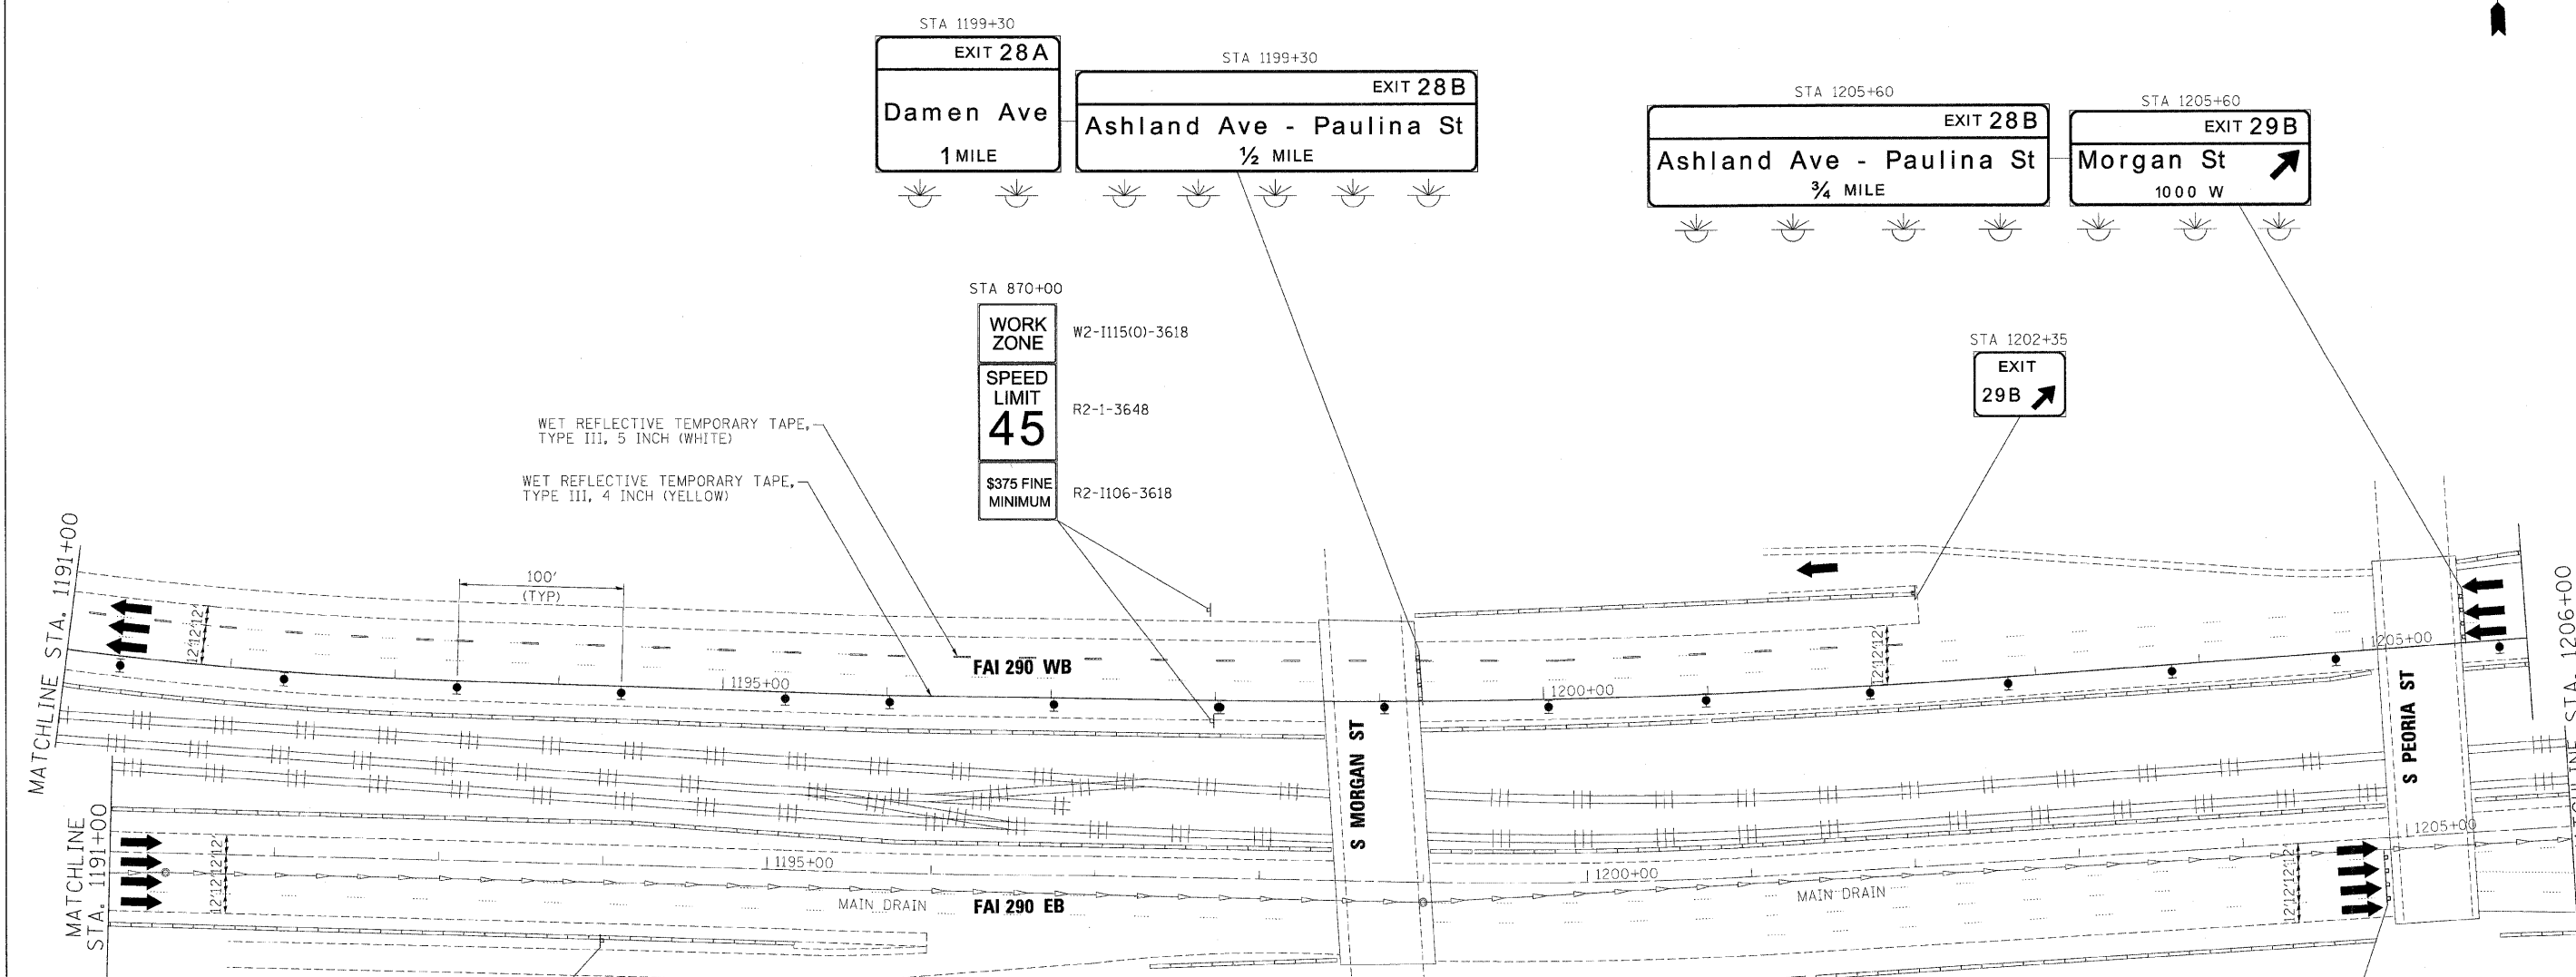 STA 1199+30
EXIT 28A
Damen Ave
1 MILE
STA 1199+30
EXIT 28B
Ashland Ave - Paulina St
½ MILE
STA 1205+60
EXIT 28B
Ashland Ave - Paulina St
¾ MILE
STA 1205+60
EXIT 29B
Morgan St
1000 W
STA 870+00
WORK
ZONE
W2-I115(O)-3618
SPEED
LIMIT
45
R2-1-3648
$375 FINE
MINIMUM
R2-I106-3618
STA 1202+35
EXIT
29B
WET REFLECTIVE TEMPORARY TAPE,
TYPE III, 5 INCH (WHITE)
WET REFLECTIVE TEMPORARY TAPE,
TYPE III, 4 INCH (YELLOW)
MATCHLINE STA. 1191+00
100'
(TYP)
12'12'12'
FAI 290 WB
1195+00
1200+00
12'12'12'
1205+00
S MORGAN ST
S PEORIA ST
MATCHLINE STA. 1206+00
MATCHLINE
STA. 1191+00
12'12'12'12'
1195+00
MAIN DRAIN
FAI 290 EB
1200+00
MAIN DRAIN
12'12'12'12'
1205+00